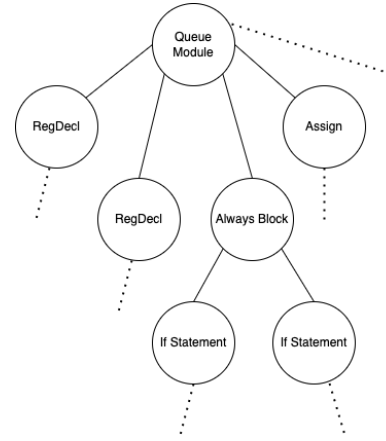 Queue
Module
RegDecl
Assign
RegDecl
Always Block
If Statement
If Statement